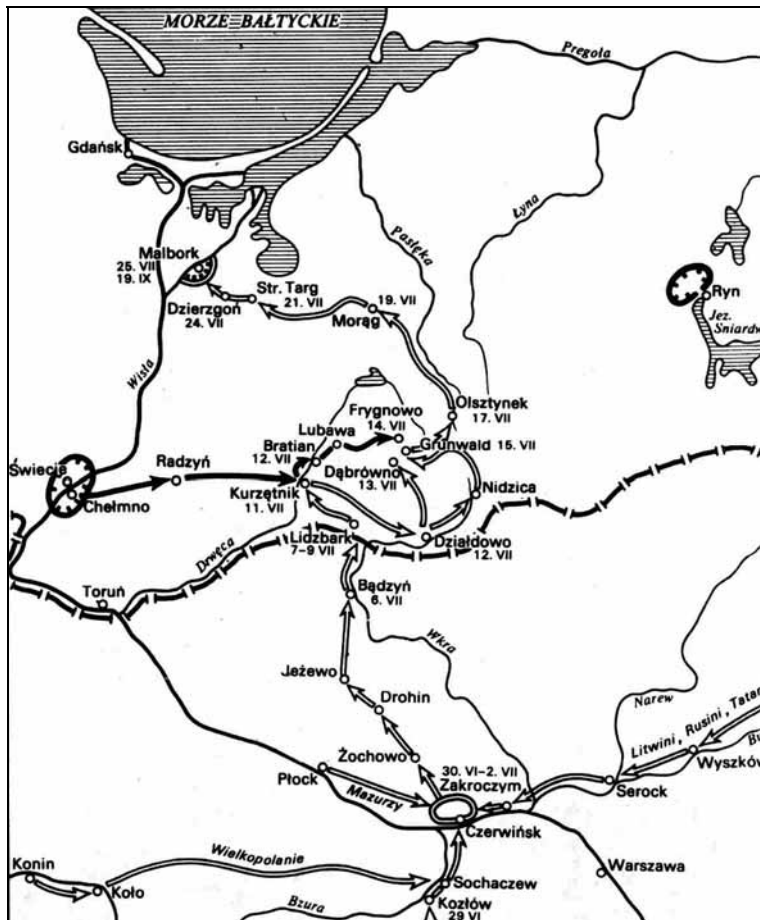 MORZE BAŁTYCKIE
Pregoła
Gdańsk
Łyna
Pasłęka
Malbork
25. VII
19. IX
Str. Targ
21. VII
19. VII
Ryn
Dzierzgoń
24. VII
Morąg
Jez.
Sniardw
Wisła
Olsztynek
17. VII
Frygnowo
14. VII
Lubawa
Grunwald 15. VII
Bratian
12. VII
Radzyń
Świecie
Dąbrówno
13. VII
Nidzica
Chełmno
Kurzętnik
11. VII
Lidzbark
7–9 VII
Działdowo
12. VII
Drwęca
Toruń
Bądzyń
6. VII
Wkra
Jeżewo
Narew
Drohin
Litwini, Rusini, Tatar
Żochowo
30. VI–2. VII
Zakroczym
Bu
Wyszków
Płock
Mazurzy
Serock
Czerwińsk
Wielkopolanie
Warszawa
Konin
Koło
Sochaczew
Bzura
Kozłów
29 VI